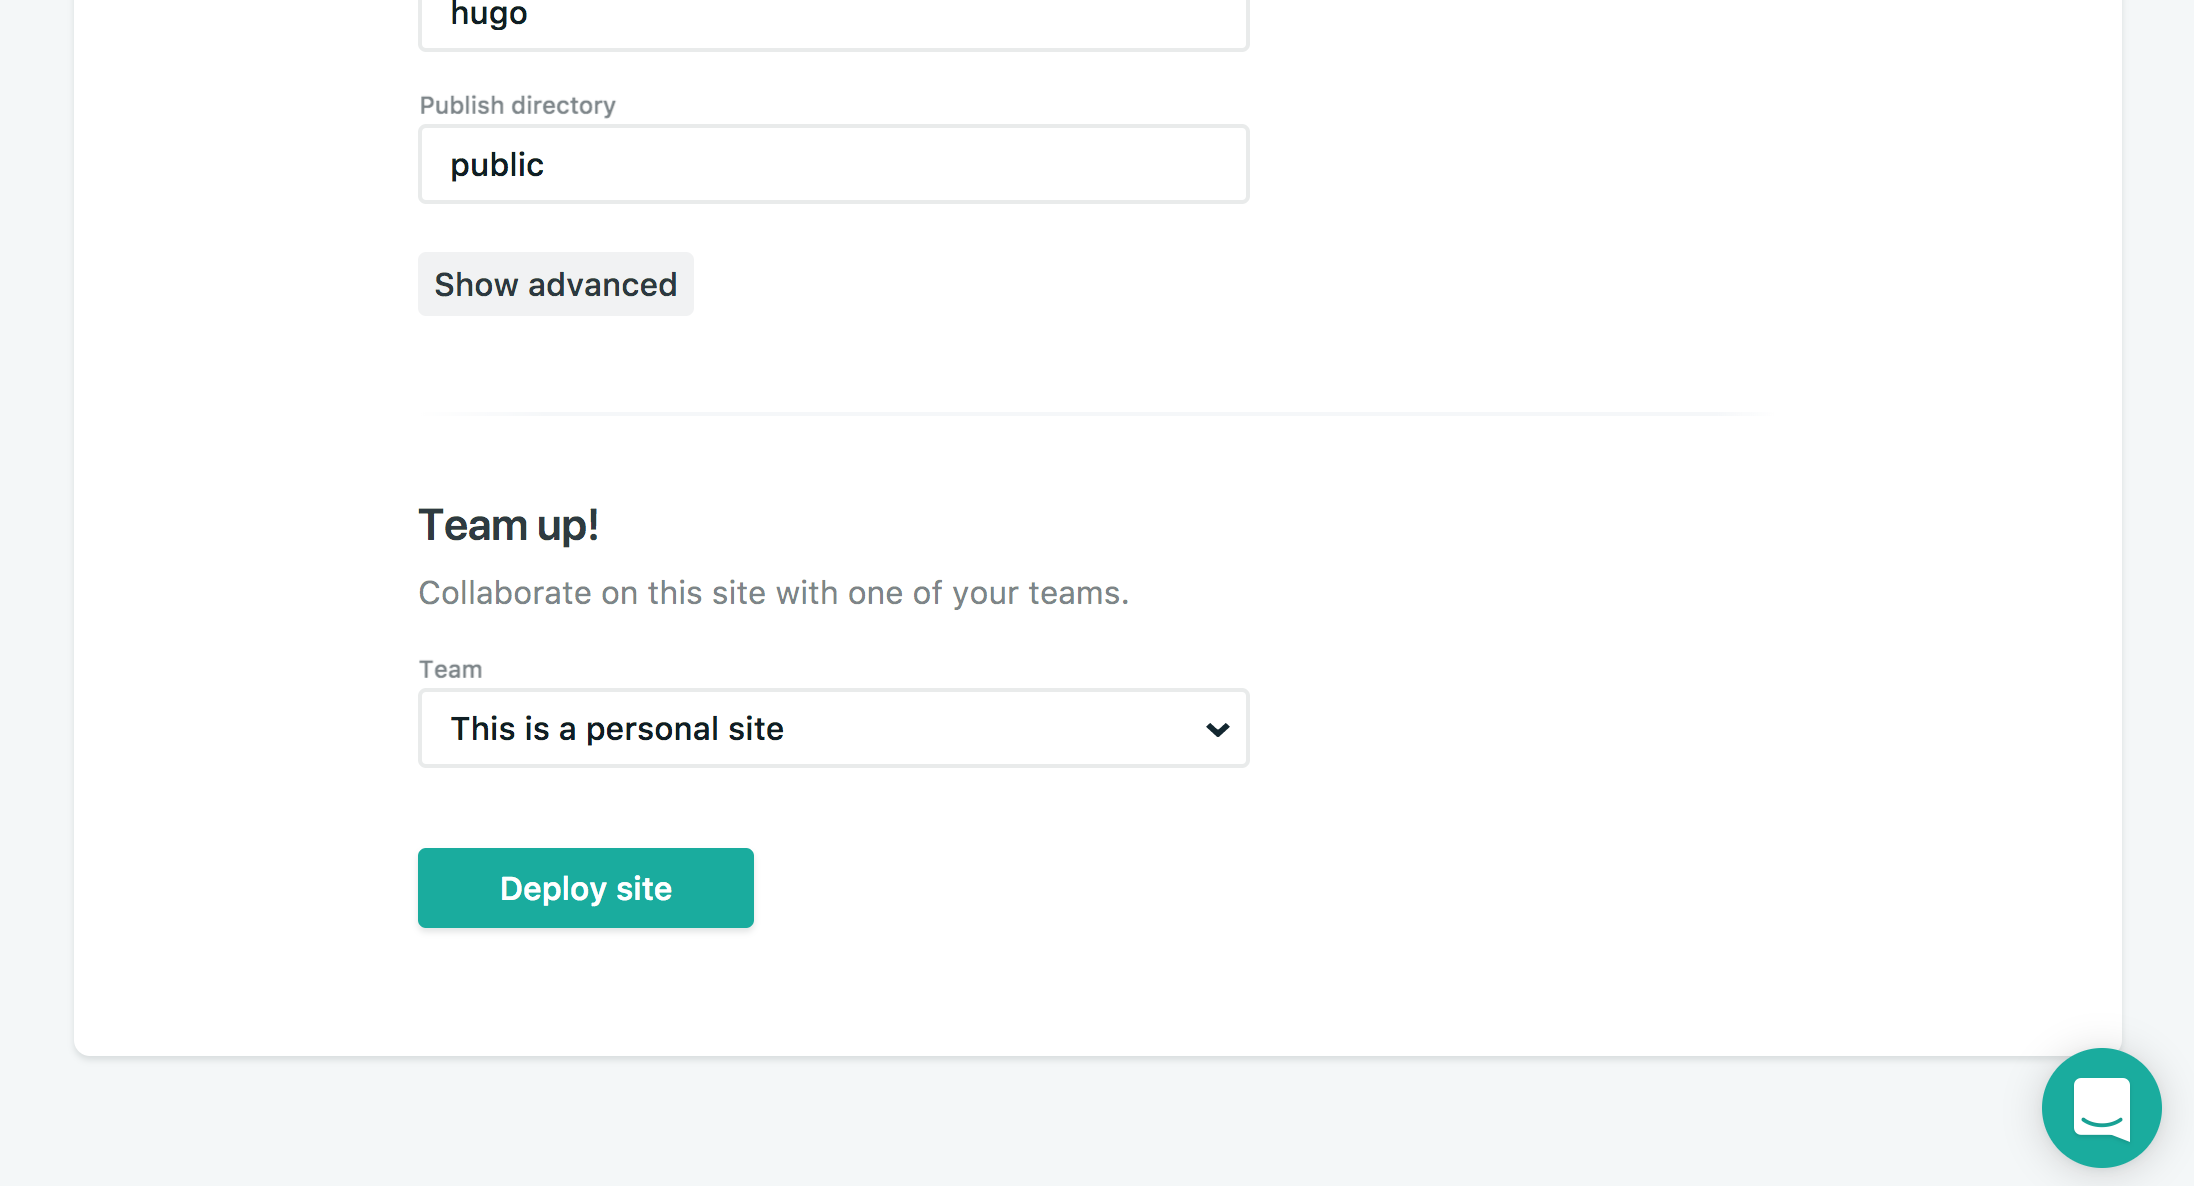 hugo
Publish directory
public
Show advanced
Team up!
Collaborate on this site with one of your teams.
Team
This is a personal site
Deploy site